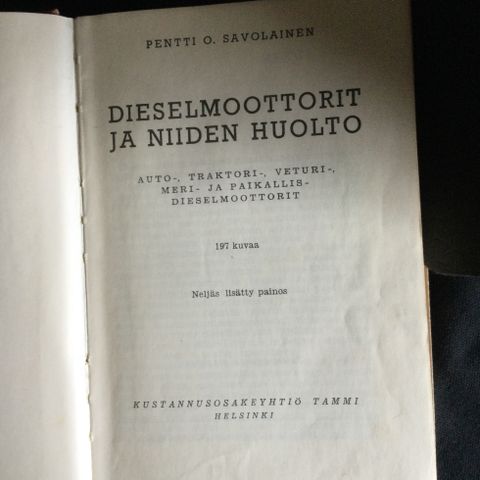 PENTTI O. SAVOLAINEN
DIESELMOOTTORIT
JA NIIDEN HUOLTO
AUTO-, TRAKTORI-, VETURI-,
MERI- JA PAIKALLIS-
DIESELMOOTTORIT
197 kuvaa
Neljäs lisätty painos
KUSTANNUSOSAKEYHTIÖ TAMMI
HELSINKI